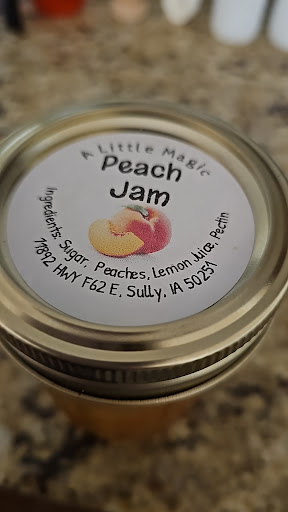 A Little Magic
Peach
Jam
Ingredients: Sugar, Peaches, Lemon Juice, Pectin
11892 HWY F62 E, Sully, IA 50251